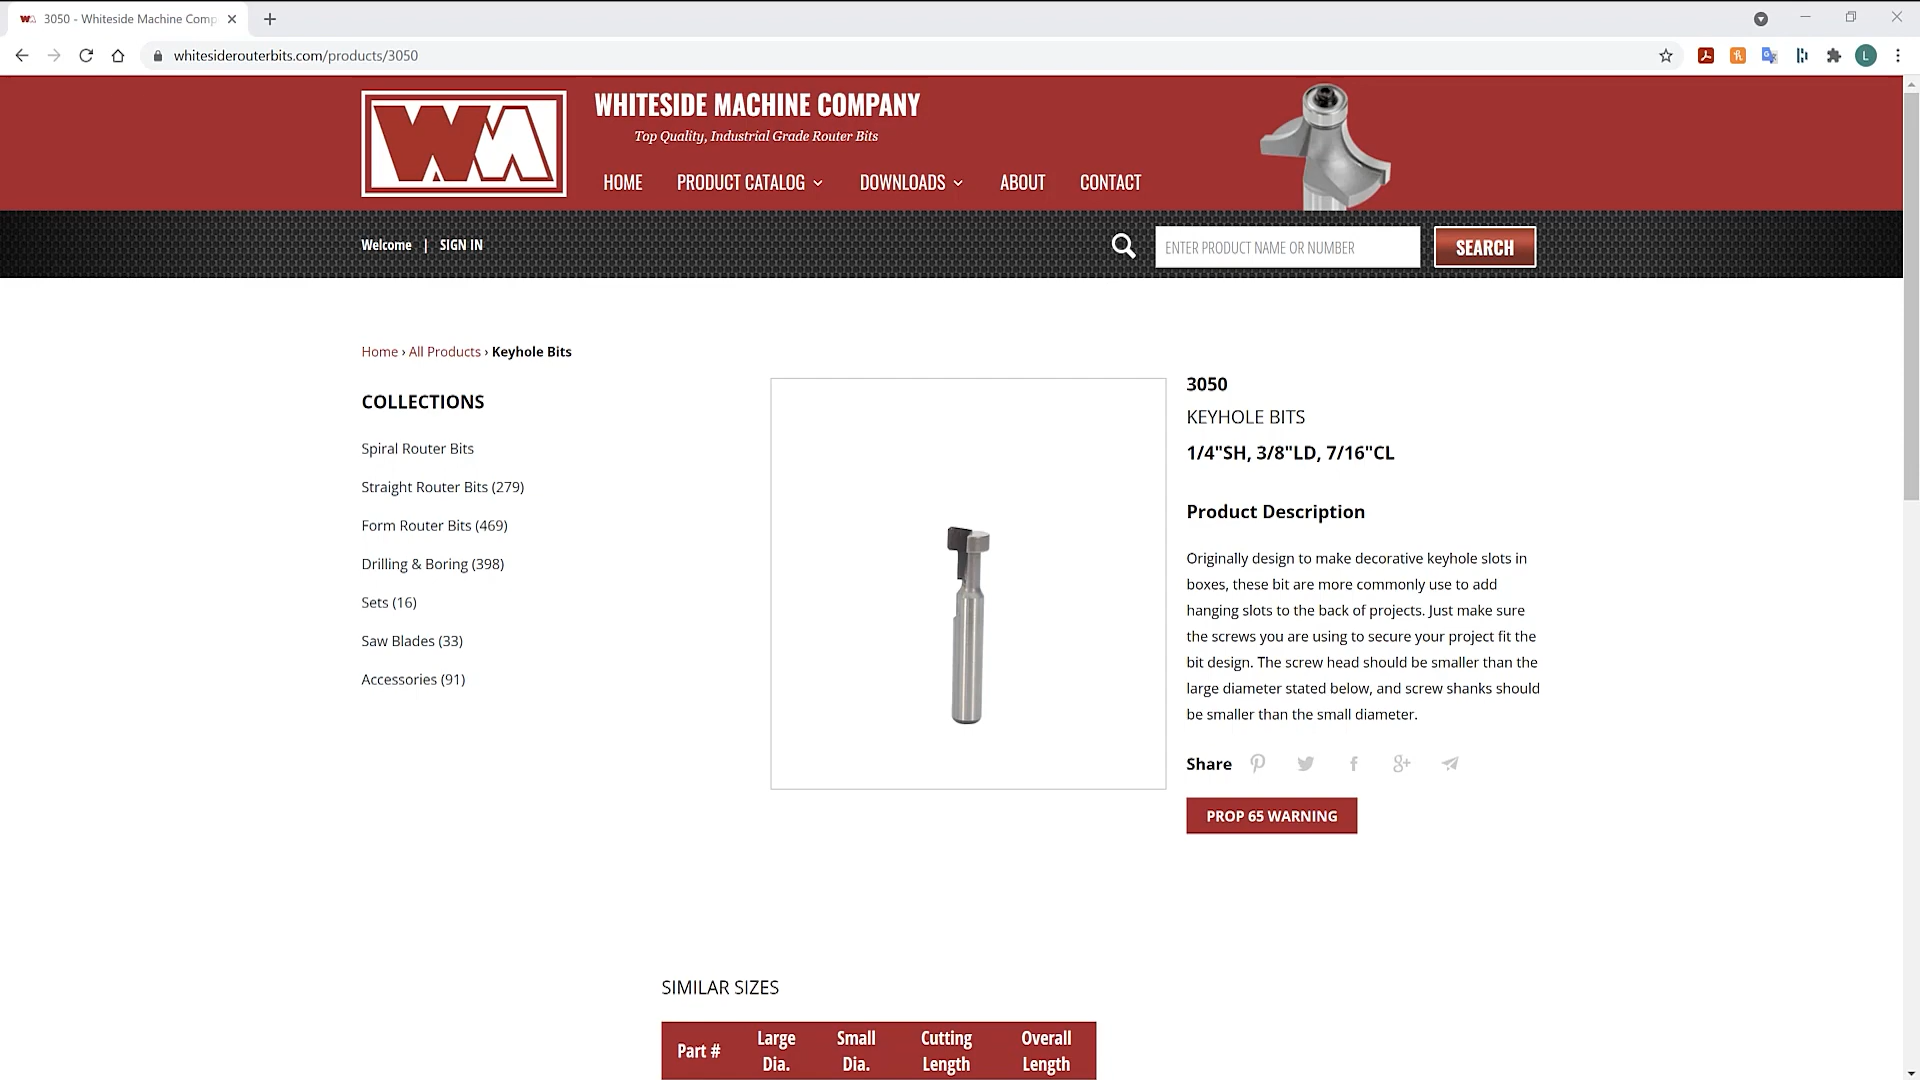 3050 - Whiteside Machine Comp
whitesiderouterbits.com/products/3050
L
WHITESIDE MACHINE COMPANY
Top Quality, Industrial Grade Router Bits
HOME PRODUCT CATALOG DOWNLOADS ABOUT CONTACT
Welcome | SIGN IN
ENTER PRODUCT NAME OR NUMBER
SEARCH
Home › All Products › Keyhole Bits
COLLECTIONS
Spiral Router Bits
Straight Router Bits (279)
Form Router Bits (469)
Drilling & Boring (398)
Sets (16)
Saw Blades (33)
Accessories (91)
3050
KEYHOLE BITS
1/4"SH, 3/8"LD, 7/16"CL
Product Description
Originally design to make decorative keyhole slots in
boxes, these bit are more commonly use to add
hanging slots to the back of projects. Just make sure
the screws you are using to secure your project fit the
bit design. The screw head should be smaller than the
large diameter stated below, and screw shanks should
be smaller than the small diameter.
Share
PROP 65 WARNING
SIMILAR SIZES
Part # Large Dia. Small Dia. Cutting Length Overall Length